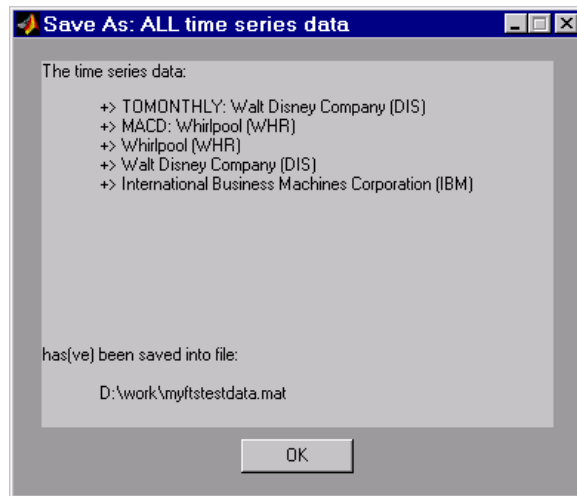 Save As: ALL time series data
The time series data:
+> TOMONTHLY: Walt Disney Company (DIS)
+> MACD: Whirlpool (WHR)
+> Whirlpool (WHR)
+> Walt Disney Company (DIS)
+> International Business Machines Corporation (IBM)
has(ve) been saved into file:
D:\work\myftstestdata.mat
OK